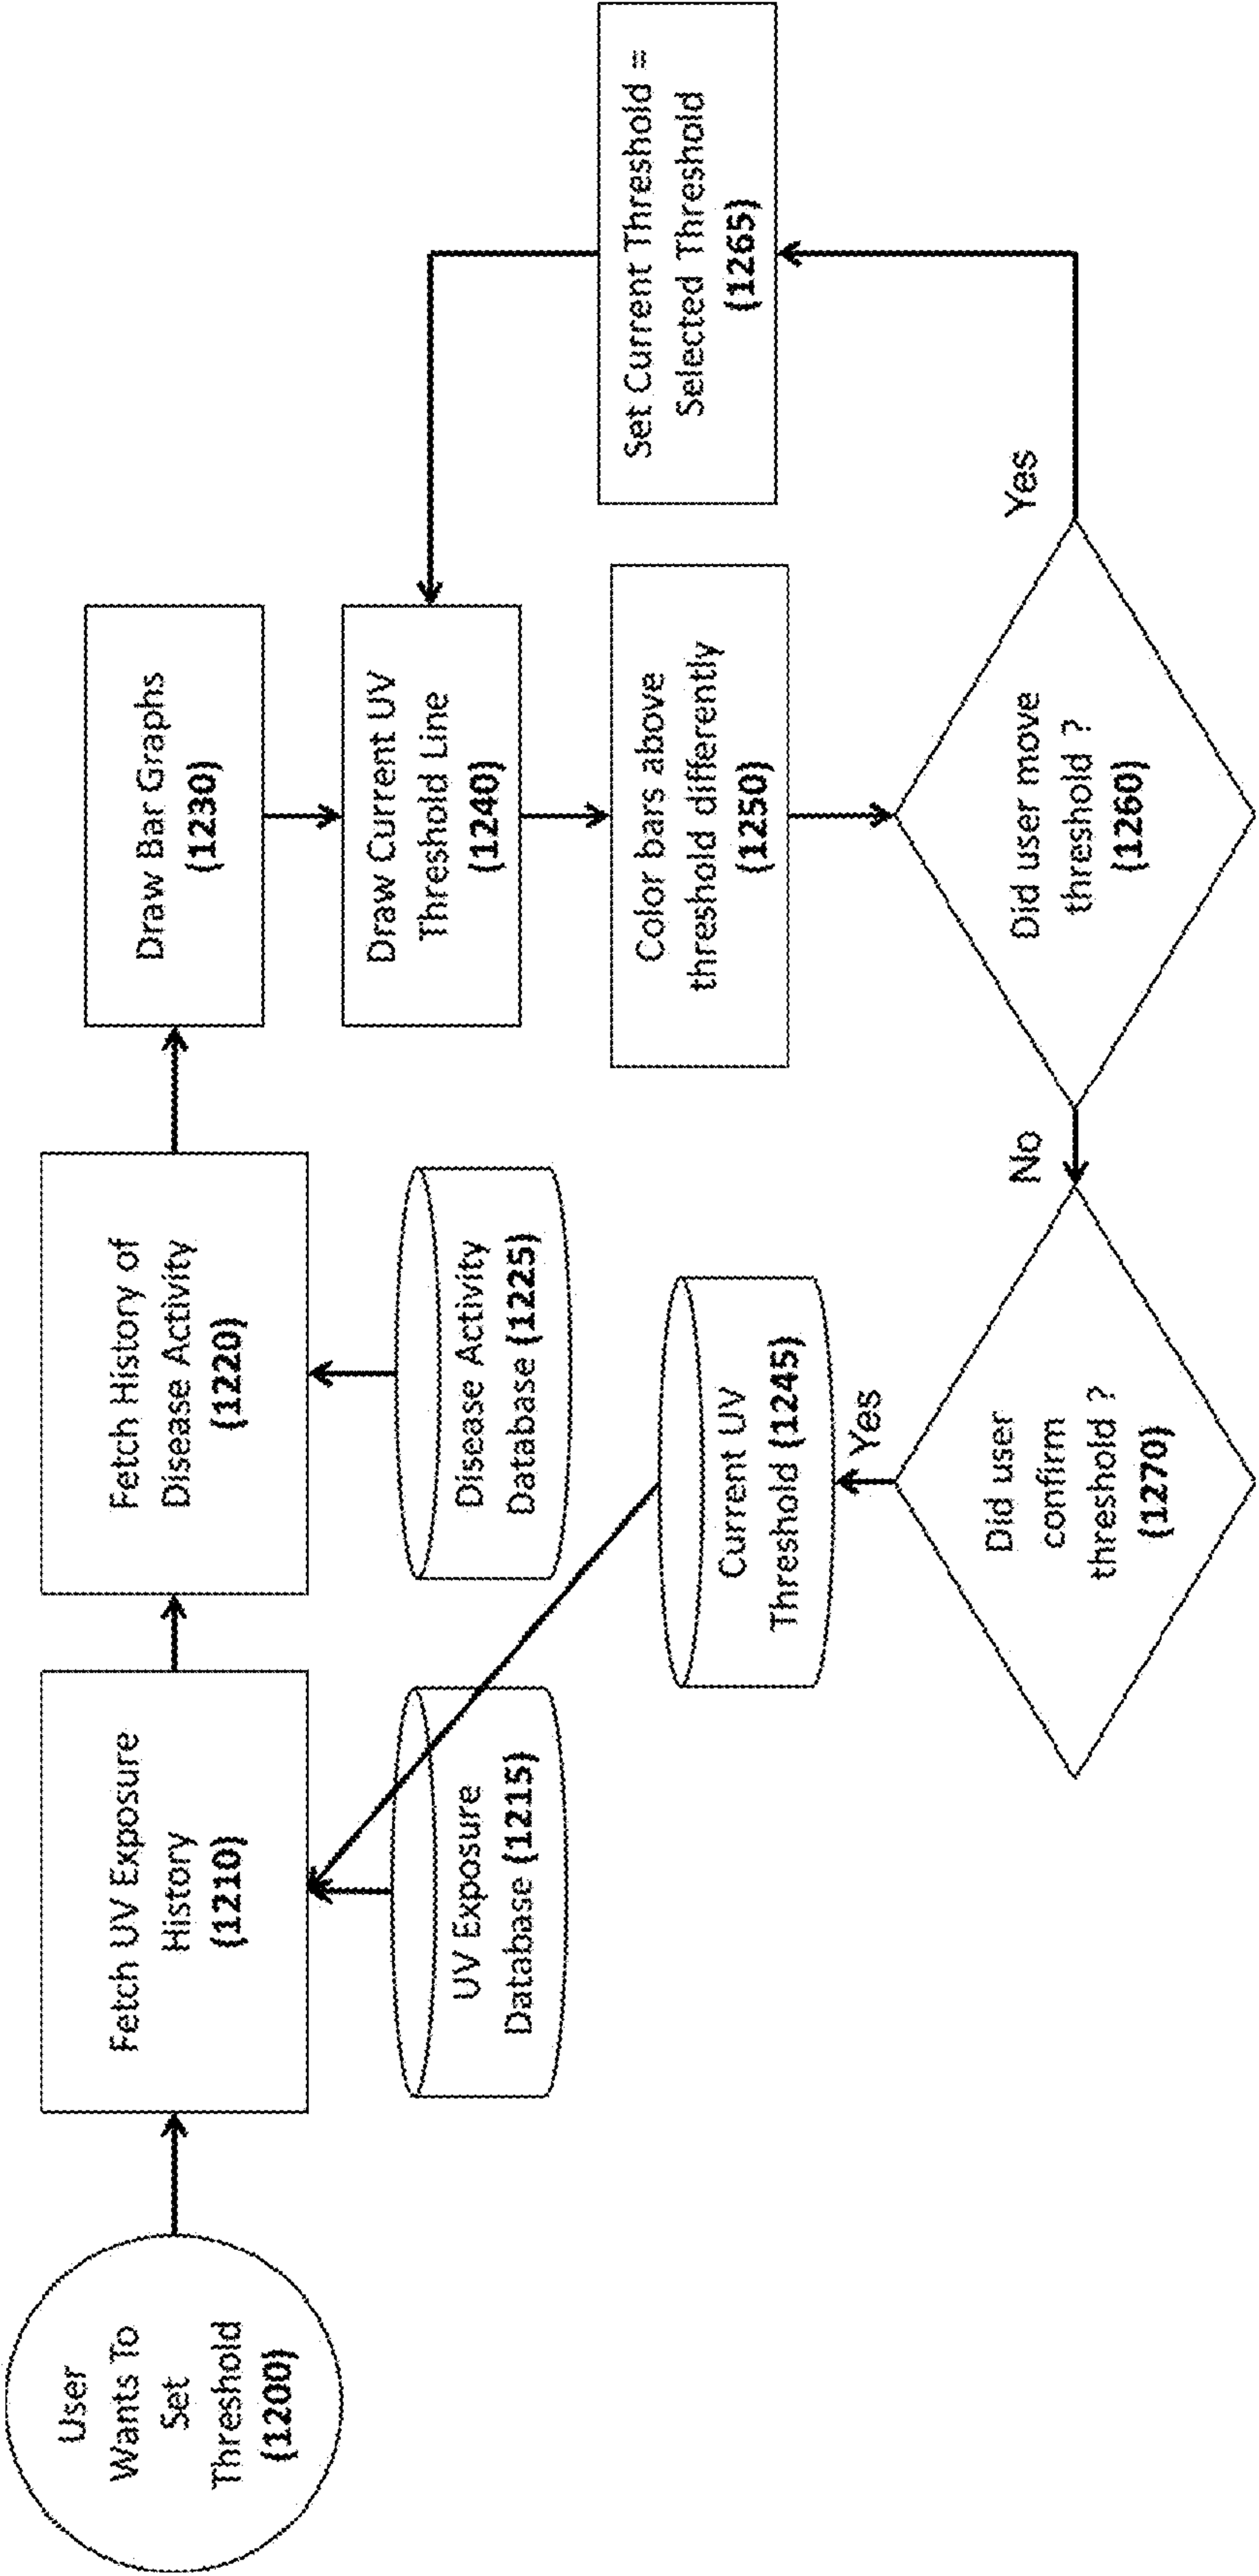 User
Wants To
Set
Threshold
(1200)
Fetch UV Exposure
History
(1210)
UV Exposure
Database (1215)
Fetch History of
Disease Activity
(1220)
Disease Activity
Database (1225)
Draw Bar Graphs
(1230)
Draw Current UV
Threshold Line
(1240)
Color bars above
threshold differently
(1250)
Did user move
threshold ?
(1260)
Yes
Set Current Threshold =
Selected Threshold
(1265)
No
Did user
confirm
threshold ?
(1270)
Yes
Current UV
Threshold (1245)